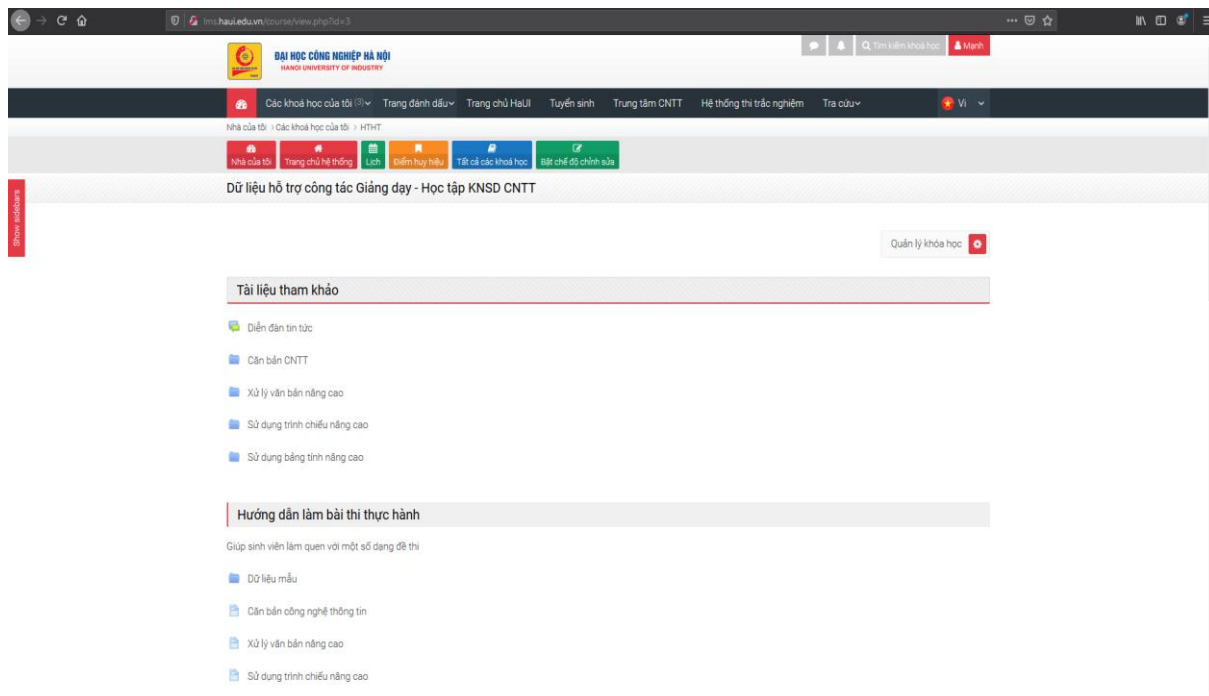 lms.haui.edu.vn/course/view.php?id=3
ĐẠI HỌC CÔNG NGHIỆP HÀ NỘI
HANOI UNIVERSITY OF INDUSTRY
Tìm kiếm khoá học
Mạnh
Các khoá học của tôi (3) Trang đánh dấu Trang chủ HaUI Tuyển sinh Trung tâm CNTT Hệ thống thi trắc nghiệm Tra cứu Vi
Nhà của tôi > Các khoá học của tôi > HTHT
Nhà của tôi Trang chủ hệ thống Lịch Điểm huy hiệu Tất cả các khoá học Bật chế độ chỉnh sửa
Dữ liệu hỗ trợ công tác Giảng dạy - Học tập KNSD CNTT
Show sidebars
Quản lý khóa học
Tài liệu tham khảo
Diễn đàn tin tức
Căn bản CNTT
Xử lý văn bản nâng cao
Sử dụng trình chiếu nâng cao
Sử dụng bảng tính nâng cao
Hướng dẫn làm bài thi thực hành
Giúp sinh viên làm quen với một số dạng đề thi
Dữ liệu mẫu
Căn bản công nghệ thông tin
Xử lý văn bản nâng cao
Sử dụng trình chiếu nâng cao